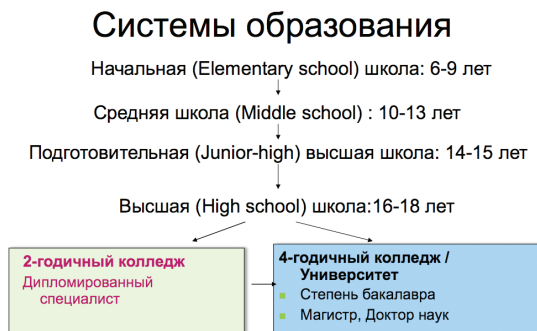 Системы образования
Начальная (Elementary school) школа: 6-9 лет
Средняя школа (Middle school) : 10-13 лет
Подготовительная (Junior-high) высшая школа: 14-15 лет
Высшая (High school) школа:16-18 лет
2-годичный колледж
Дипломированный
специалист
4-годичный колледж /
Университет
Степень бакалавра
Магистр, Доктор наук